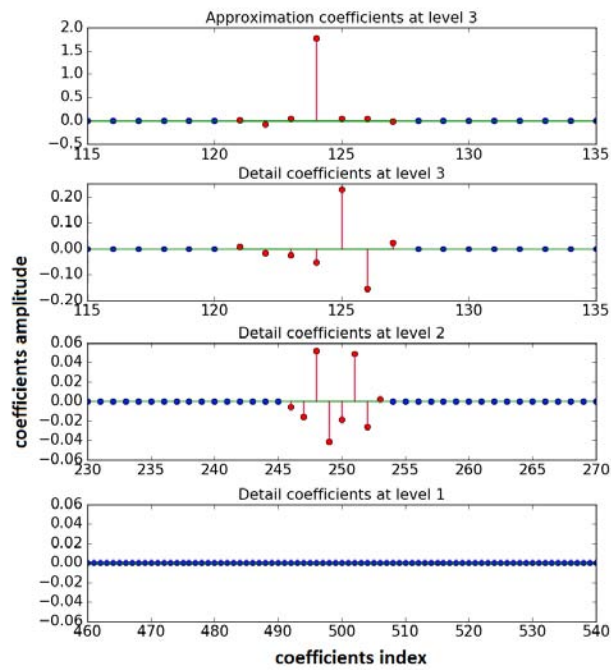 Approximation coefficients at level 3
2.0
1.5
1.0
0.5
0.0
−0.5
115 120 125 130 135
Detail coefficients at level 3
0.20
0.10
0.00
−0.10
−0.20
115 120 125 130 135
Detail coefficients at level 2
0.06
0.04
0.02
0.00
−0.02
−0.04
−0.06
230 235 240 245 250 255 260 265 270
Detail coefficients at level 1
0.06
0.04
0.02
0.00
−0.02
−0.04
−0.06
460 470 480 490 500 510 520 530 540
coefficients amplitude
coefficients index